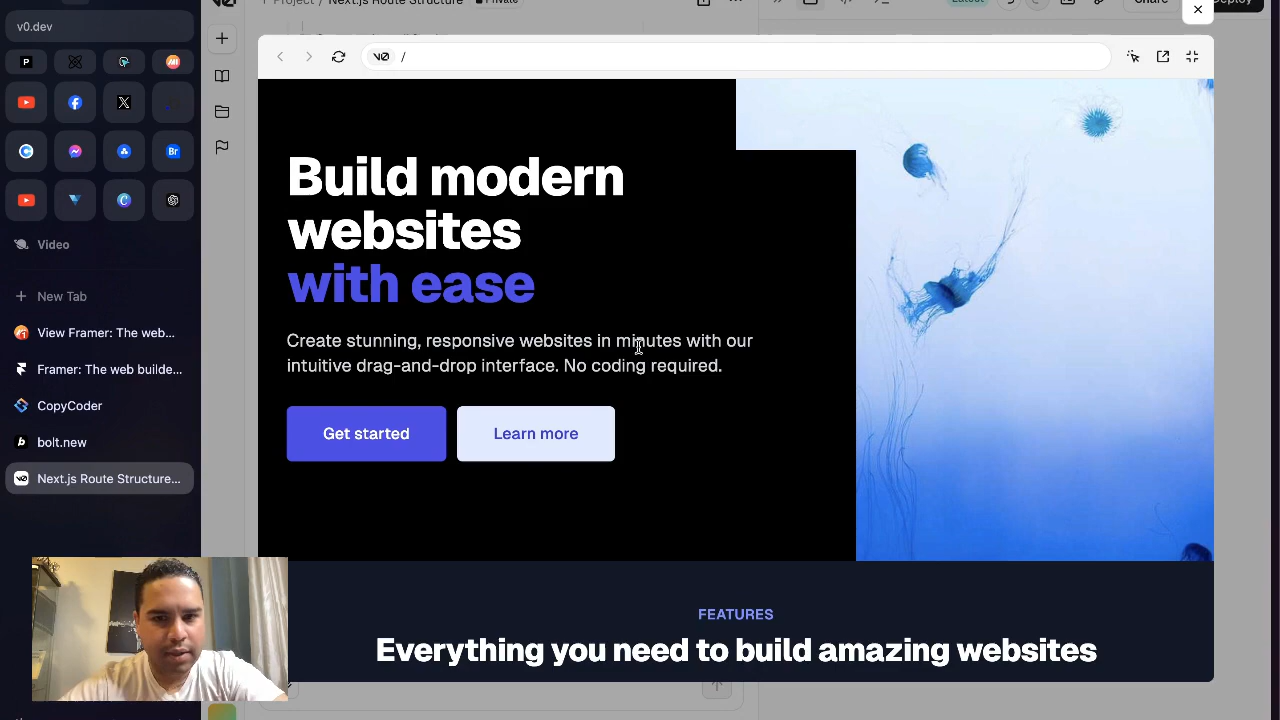 v0.dev
Project / Next.js Route Structure
Private
Latest
Share
Deploy
v0 /
Build modern
websites
with ease
Create stunning, responsive websites in minutes with our
intuitive drag-and-drop interface. No coding required.
Get started
Learn more
FEATURES
Everything you need to build amazing websites
Video
New Tab
View Framer: The web...
Framer: The web builde...
CopyCoder
bolt.new
Next.js Route Structure...